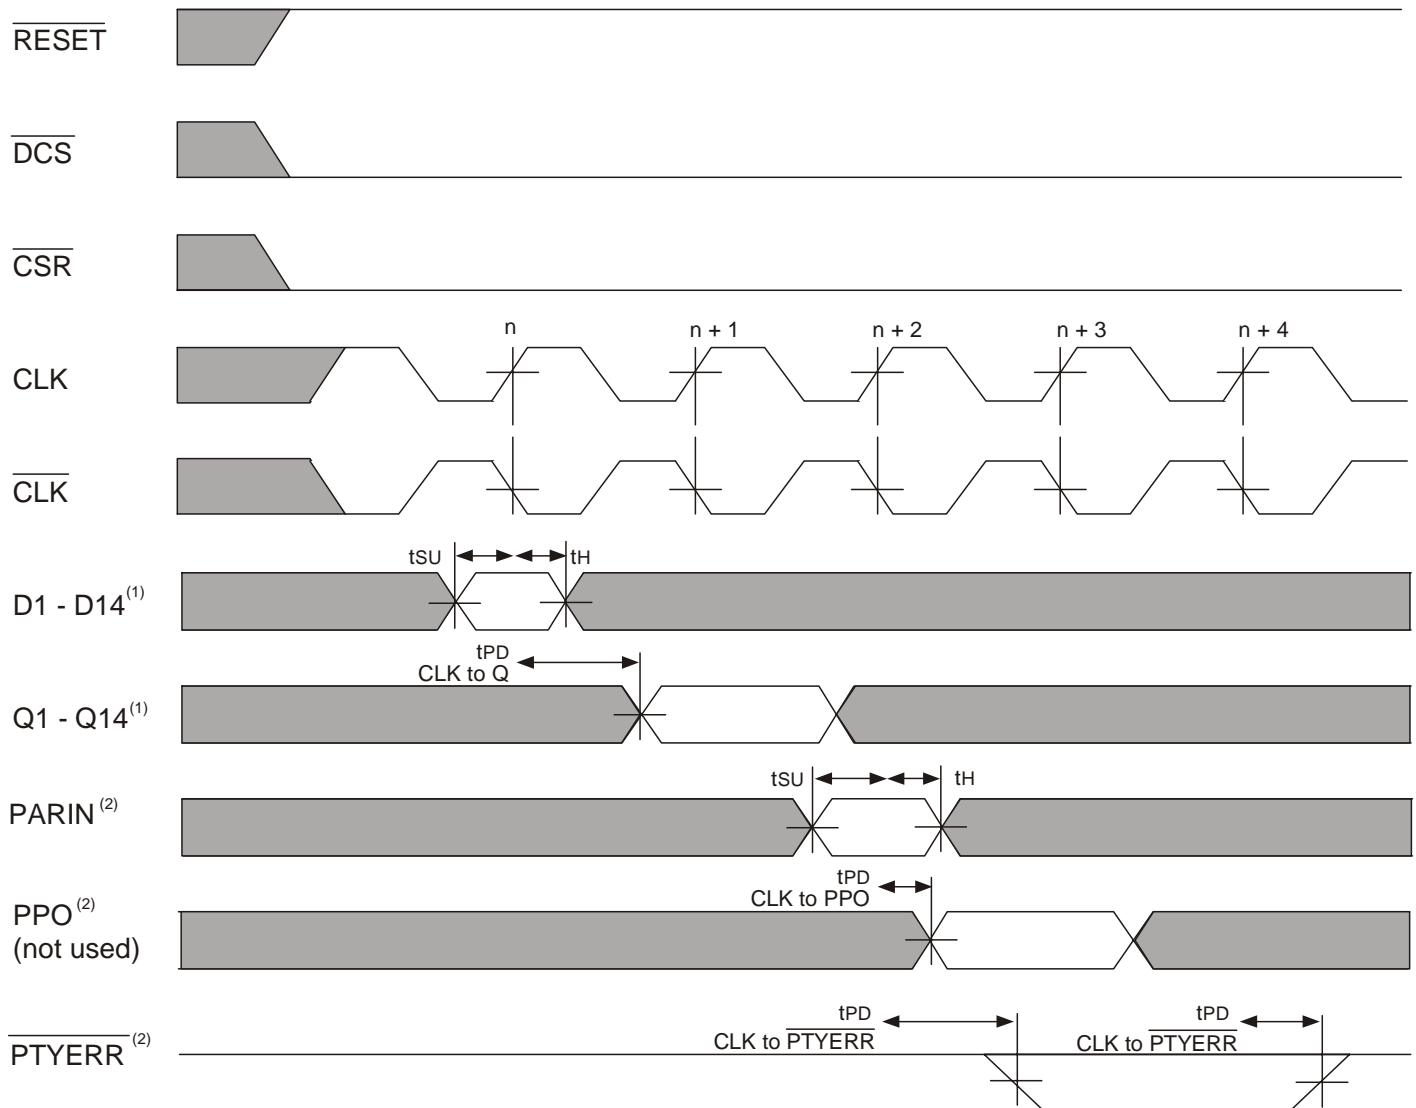 RESET
DCS
CSR
n n + 1 n + 2 n + 3 n + 4
CLK
CLK
tSU tH
D1 - D14(1)
tPD
CLK to Q
Q1 - Q14(1)
tSU tH
PARIN (2)
tPD
CLK to PPO
PPO (2)
(not used)
tPD tPD
CLK to PTYERR CLK to PTYERR
PTYERR (2)